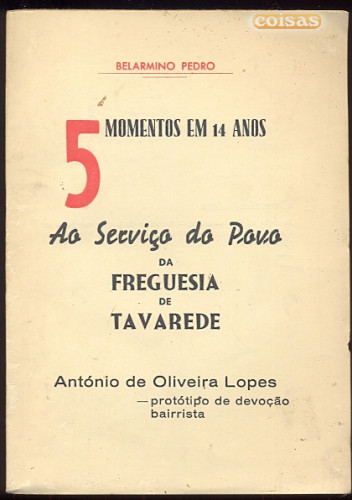 coisas
BELARMINO PEDRO
5 MOMENTOS EM 14 ANOS
Ao Serviço do Povo
DA
FREGUESIA
DE
TAVAREDE
António de Oliveira Lopes
— protótipo de devoção
bairrista